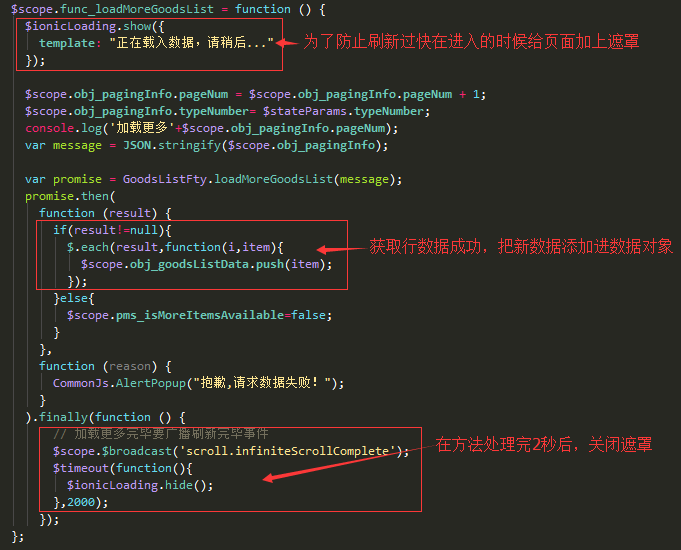 $scope.func_loadMoreGoodsList = function () {
$ionicLoading.show({
template: "正在载入数据，请稍后..."
为了防止刷新过快在进入的时候给页面加上遮罩
});
$scope.obj_pagingInfo.pageNum = $scope.obj_pagingInfo.pageNum + 1;
$scope.obj_pagingInfo.typeNumber= $stateParams.typeNumber;
console.log('加载更多'+$scope.obj_pagingInfo.pageNum);
var message = JSON.stringify($scope.obj_pagingInfo);
var promise = GoodsListFty.loadMoreGoodsList(message);
promise.then(
function (result) {
if(result!=null){
$.each(result,function(i,item){
获取行数据成功，把新数据添加进数据对象
$scope.obj_goodsListData.push(item);
});
}else{
$scope.pms_isMoreItemsAvailable=false;
}
},
function (reason) {
CommonJs.AlertPopup("抱歉,请求数据失败！");
}
).finally(function () {
// 加载更多完毕要广播刷新完毕事件
$scope.$broadcast('scroll.infiniteScrollComplete');
在方法处理完2秒后，关闭遮罩
$timeout(function(){
$ionicLoading.hide();
},2000);
});
};